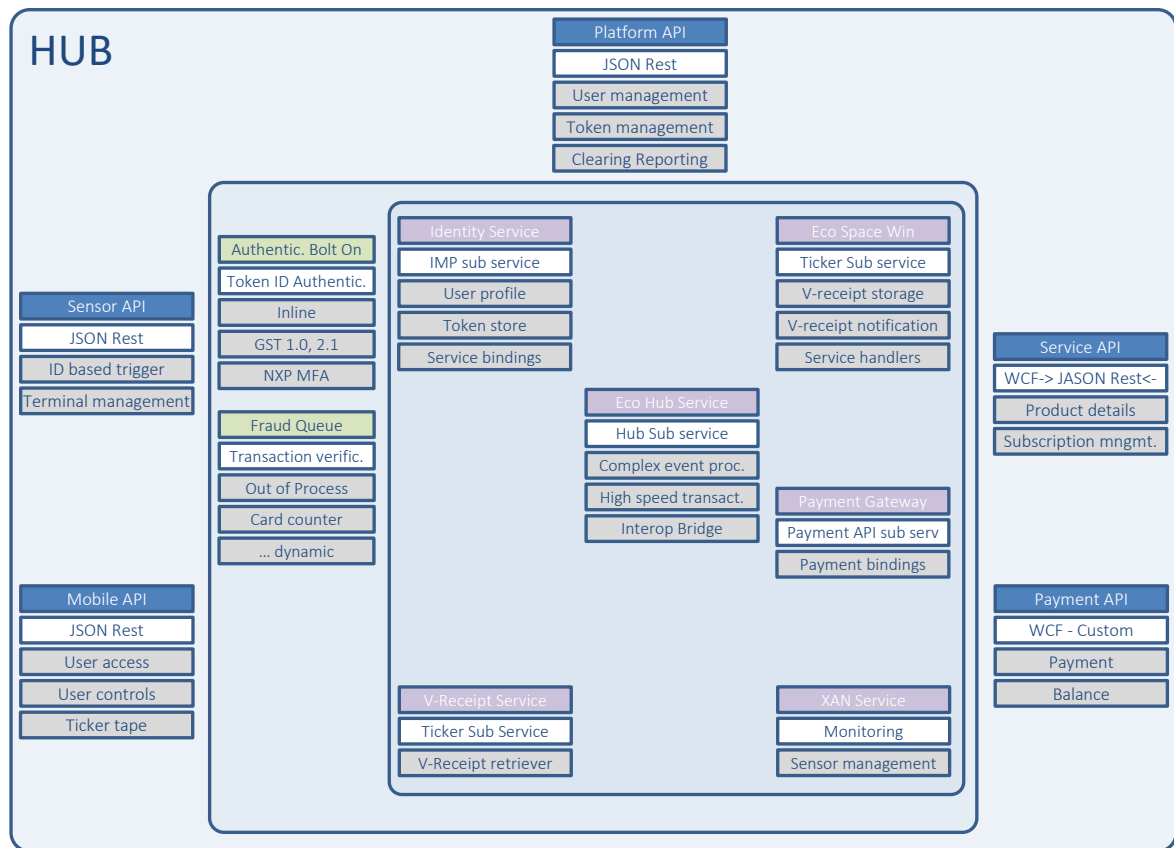 HUB
Platform API
JSON Rest
User management
Token management
Clearing Reporting
Sensor API
JSON Rest
ID based trigger
Terminal management
Mobile API
JSON Rest
User access
User controls
Ticker tape
Authentic. Bolt On
Token ID Authentic.
Inline
GST 1.0, 2.1
NXP MFA
Fraud Queue
Transaction verific.
Out of Process
Card counter
... dynamic
Identity Service
IMP sub service
User profile
Token store
Service bindings
Eco Space Win
Ticker Sub service
V-receipt storage
V-receipt notification
Service handlers
Eco Hub Service
Hub Sub service
Complex event proc.
High speed transact.
Interop Bridge
Payment Gateway
Payment API sub serv
Payment bindings
V-Receipt Service
Ticker Sub Service
V-Receipt retriever
XAN Service
Monitoring
Sensor management
Service API
WCF-> JASON Rest<-
Product details
Subscription mngmt.
Payment API
WCF - Custom
Payment
Balance